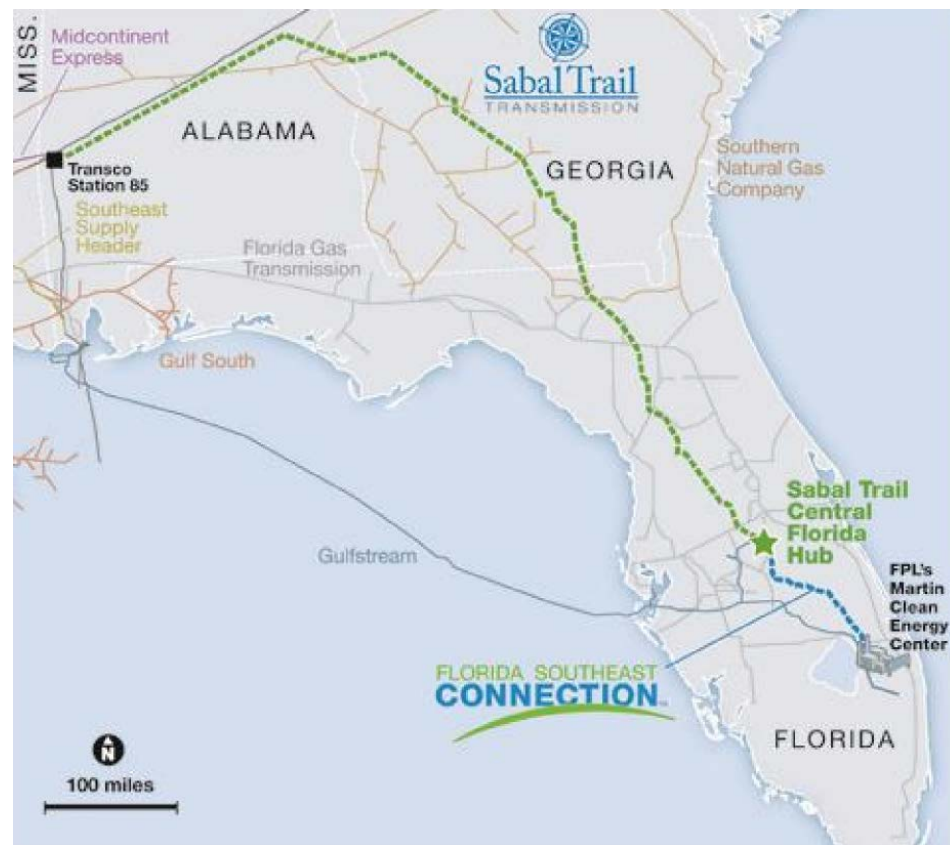 MISS.
Midcontinent
Express
Sabal Trail
TRANSMISSION
ALABAMA
Transco
Station 85
GEORGIA
Southern
Natural Gas
Company
Southeast
Supply
Header
Florida Gas
Transmission
Gulf South
Sabal Trail
Central
Florida
Hub
Gulfstream
FPL's
Martin
Clean
Energy
Center
FLORIDA SOUTHEAST
CONNECTION
FLORIDA
N
100 miles